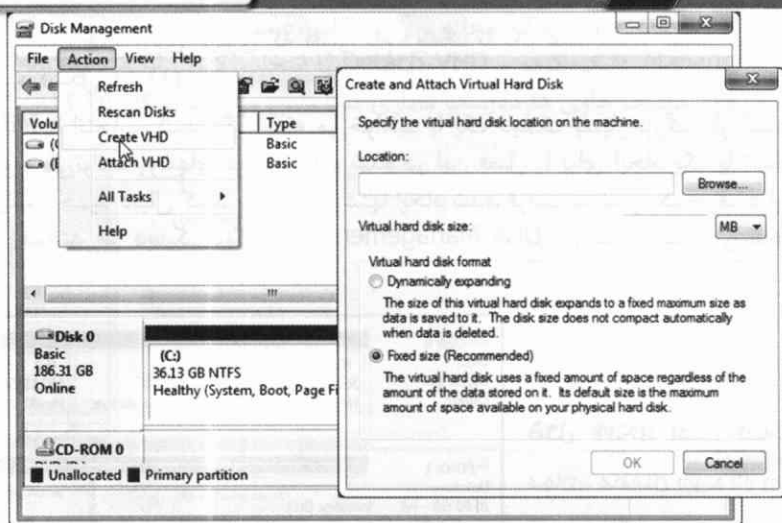 Disk Management
File Action View Help
Refresh
Rescan Disks
Create VHD
Attach VHD
All Tasks
Help
Volu
Type
Basic
Basic
Disk 0
Basic
186.31 GB
Online
(C:)
36.13 GB NTFS
Healthy (System, Boot, Page Fi
CD-ROM 0
Unallocated Primary partition
Create and Attach Virtual Hard Disk
Specify the virtual hard disk location on the machine.
Location:
Browse...
Virtual hard disk size:
MB
Virtual hard disk format
Dynamically expanding
The size of this virtual hard disk expands to a fixed maximum size as
data is saved to it. The disk size does not compact automatically
when data is deleted.
Fixed size (Recommended)
The virtual hard disk uses a fixed amount of space regardless of the
amount of the data stored on it. Its default size is the maximum
amount of space available on your physical hard disk.
OK Cancel